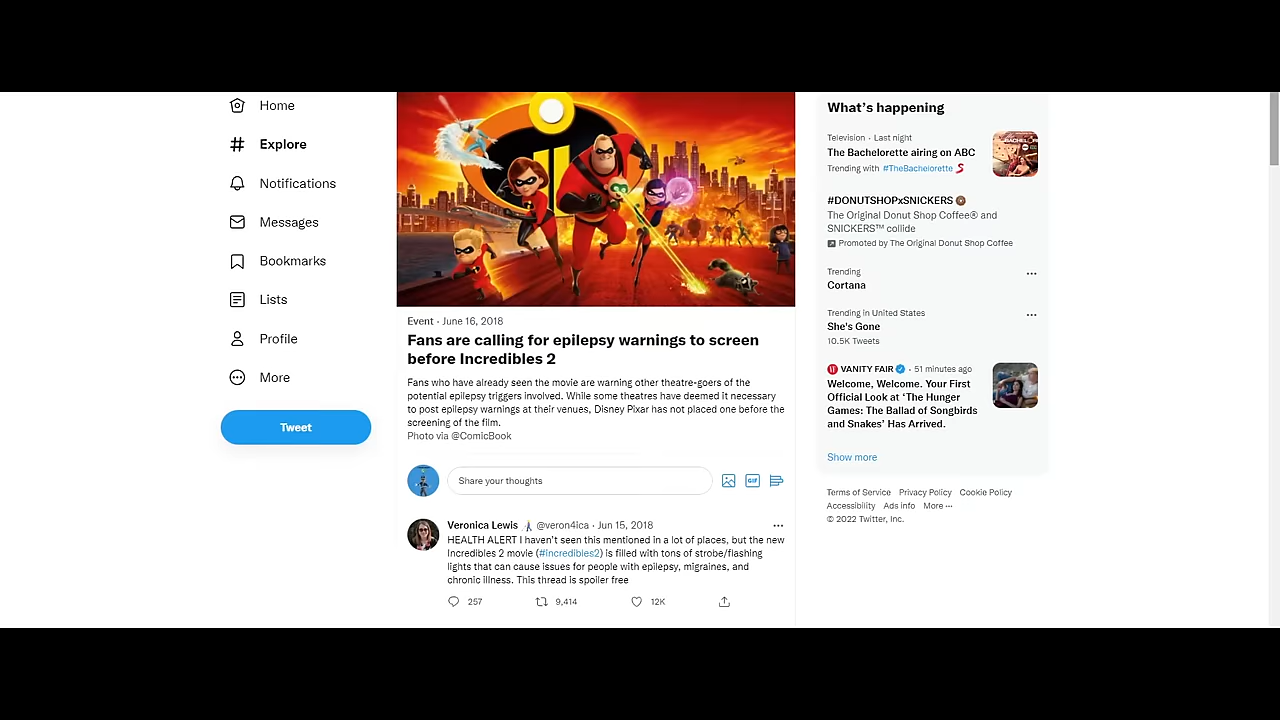 Home
Explore
Notifications
Messages
Bookmarks
Lists
Profile
More
Tweet
Event · June 16, 2018
Fans are calling for epilepsy warnings to screen
before Incredibles 2
Fans who have already seen the movie are warning other theatre-goers of the
potential epilepsy triggers involved. While some theatres have deemed it necessary
to post epilepsy warnings at their venues, Disney Pixar has not placed one before the
screening of the film.
Photo via @ComicBook
Share your thoughts
GIF
Veronica Lewis @veron4ica · Jun 15, 2018
HEALTH ALERT I haven't seen this mentioned in a lot of places, but the new
Incredibles 2 movie (#incredibles2) is filled with tons of strobe/flashing
lights that can cause issues for people with epilepsy, migraines, and
chronic illness. This thread is spoiler free
257 9,414 12K
What's happening
Television · Last night
The Bachelorette airing on ABC
Trending with #TheBachelorette
#DONUTSHOPxSNICKERS
The Original Donut Shop Coffee® and
SNICKERS™ collide
Promoted by The Original Donut Shop Coffee
Trending
Cortana
Trending in United States
She's Gone
10.5K Tweets
VANITY FAIR · 51 minutes ago
Welcome, Welcome. Your First
Official Look at 'The Hunger
Games: The Ballad of Songbirds
and Snakes' Has Arrived.
Show more
Terms of Service Privacy Policy Cookie Policy
Accessibility Ads info More ···
© 2022 Twitter, Inc.